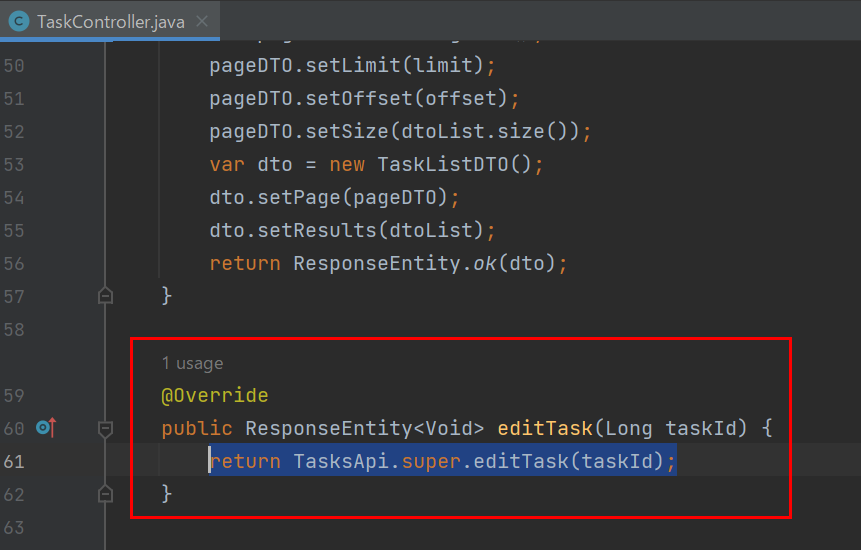 TaskController.java
50 pageDTO.setLimit(limit);
51 pageDTO.setOffset(offset);
52 pageDTO.setSize(dtoList.size());
53 var dto = new TaskListDTO();
54 dto.setPage(pageDTO);
55 dto.setResults(dtoList);
56 return ResponseEntity.ok(dto);
57 }
58
1 usage
59 @Override
60 public ResponseEntity<Void> editTask(Long taskId) {
61 return TasksApi.super.editTask(taskId);
62 }
63